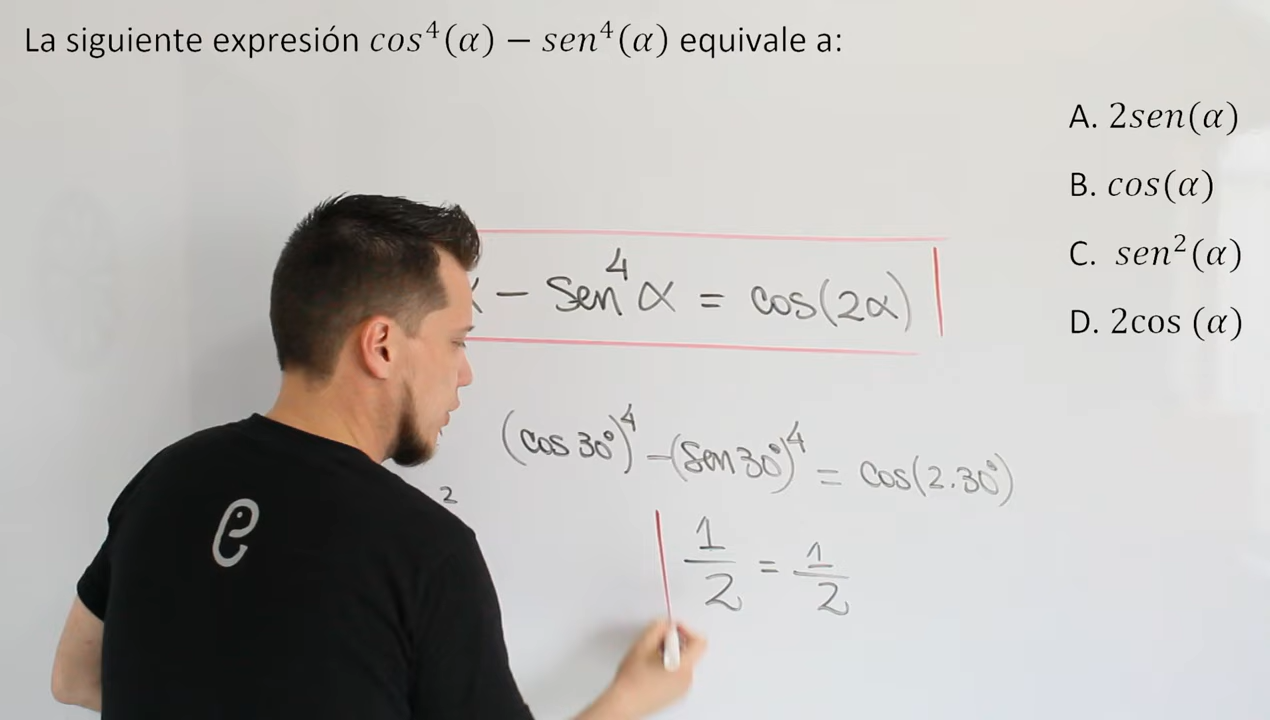 La siguiente expresión cos⁴(α) − sen⁴(α) equivale a:
A. 2sen(α)
B. cos(α)
C. sen²(α)
D. 2cos (α)
− sen⁴α = cos(2α)
(cos 30°)⁴ − (sen 30°)⁴ = cos(2.30°)
2
1/2 = 1/2
e